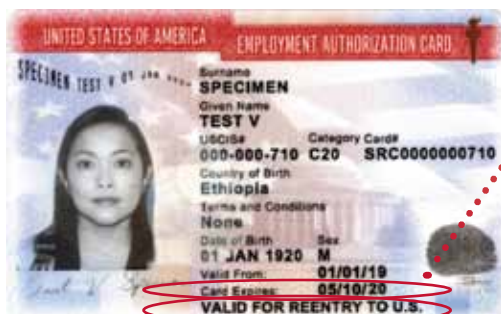 UNITED STATES OF AMERICA
EMPLOYMENT AUTHORIZATION CARD
SPECIMEN TEST V 01 JAN
Surname
SPECIMEN
Given Name
TEST V
USCIS# Category Card#
000-000-710 C20 SRC0000000710
Country of Birth
Ethiopia
Terms and Conditions
None
Date of Birth Sex
01 JAN 1920 M
Valid From: 01/01/19
Card Expires: 05/10/20
VALID FOR REENTRY TO U.S.